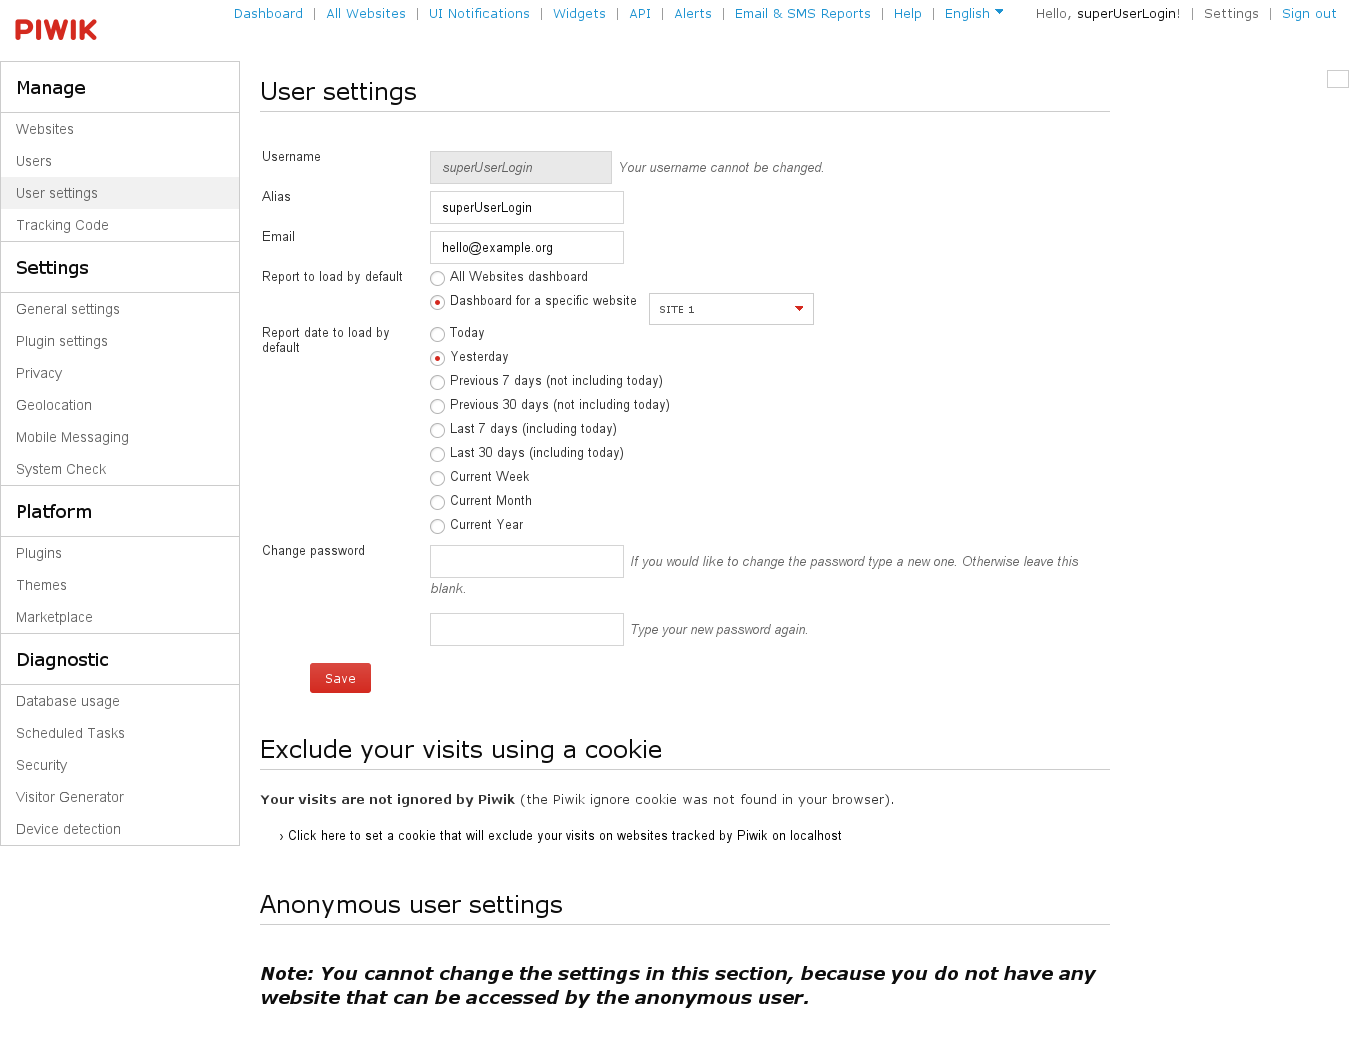 Dashboard | All Websites | UI Notifications | Widgets | API | Alerts | Email & SMS Reports | Help | English Hello, superUserLogin! | Settings | Sign out
PIWIK
Manage
Websites
Users
User settings
Tracking Code
Settings
General settings
Plugin settings
Privacy
Geolocation
Mobile Messaging
System Check
Platform
Plugins
Themes
Marketplace
Diagnostic
Database usage
Scheduled Tasks
Security
Visitor Generator
Device detection
User settings
Username superUserLogin Your username cannot be changed.
Alias superUserLogin
Email hello@example.org
Report to load by default All Websites dashboard
Dashboard for a specific website SITE 1
Report date to load by
default
Today
Yesterday
Previous 7 days (not including today)
Previous 30 days (not including today)
Last 7 days (including today)
Last 30 days (including today)
Current Week
Current Month
Current Year
Change password If you would like to change the password type a new one. Otherwise leave this
blank.
Type your new password again.
Save
Exclude your visits using a cookie
Your visits are not ignored by Piwik (the Piwik ignore cookie was not found in your browser).
› Click here to set a cookie that will exclude your visits on websites tracked by Piwik on localhost
Anonymous user settings
Note: You cannot change the settings in this section, because you do not have any
website that can be accessed by the anonymous user.